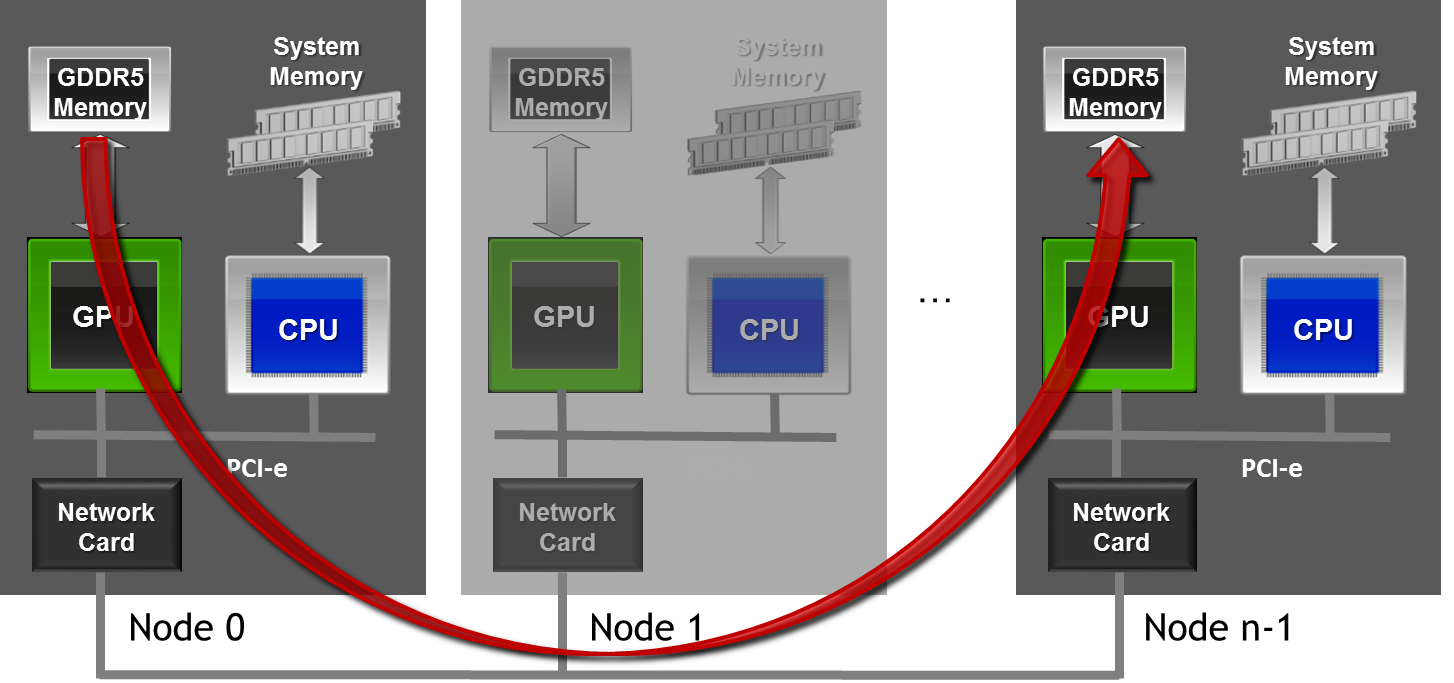 GDDR5
Memory
System
Memory
GPU
CPU
PCI-e
Network
Card
Node 0
GDDR5
Memory
System
Memory
GPU
CPU
Network
Card
Node 1
...
GDDR5
Memory
System
Memory
GPU
CPU
PCI-e
Network
Card
Node n-1